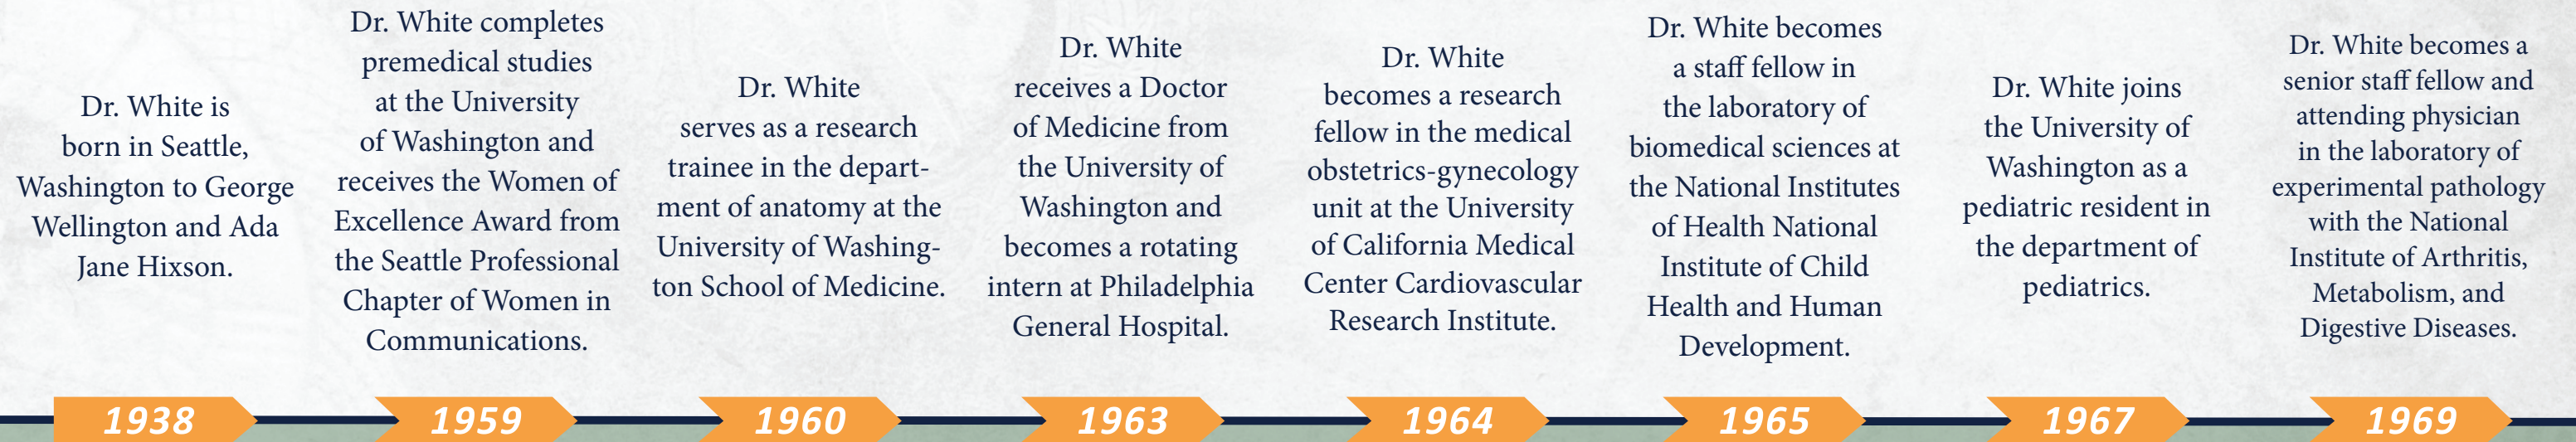 Dr. White is
born in Seattle,
Washington to George
Wellington and Ada
Jane Hixson.
1938
Dr. White completes
premedical studies
at the University
of Washington and
receives the Women of
Excellence Award from
the Seattle Professional
Chapter of Women in
Communications.
1959
Dr. White
serves as a research
trainee in the depart-
ment of anatomy at the
University of Washing-
ton School of Medicine.
1960
Dr. White
receives a Doctor
of Medicine from
the University of
Washington and
becomes a rotating
intern at Philadelphia
General Hospital.
1963
Dr. White
becomes a research
fellow in the medical
obstetrics-gynecology
unit at the University
of California Medical
Center Cardiovascular
Research Institute.
1964
Dr. White becomes
a staff fellow in
the laboratory of
biomedical sciences at
the National Institutes
of Health National
Institute of Child
Health and Human
Development.
1965
Dr. White joins
the University of
Washington as a
pediatric resident in
the department of
pediatrics.
1967
Dr. White becomes a
senior staff fellow and
attending physician
in the laboratory of
experimental pathology
with the National
Institute of Arthritis,
Metabolism, and
Digestive Diseases.
1969